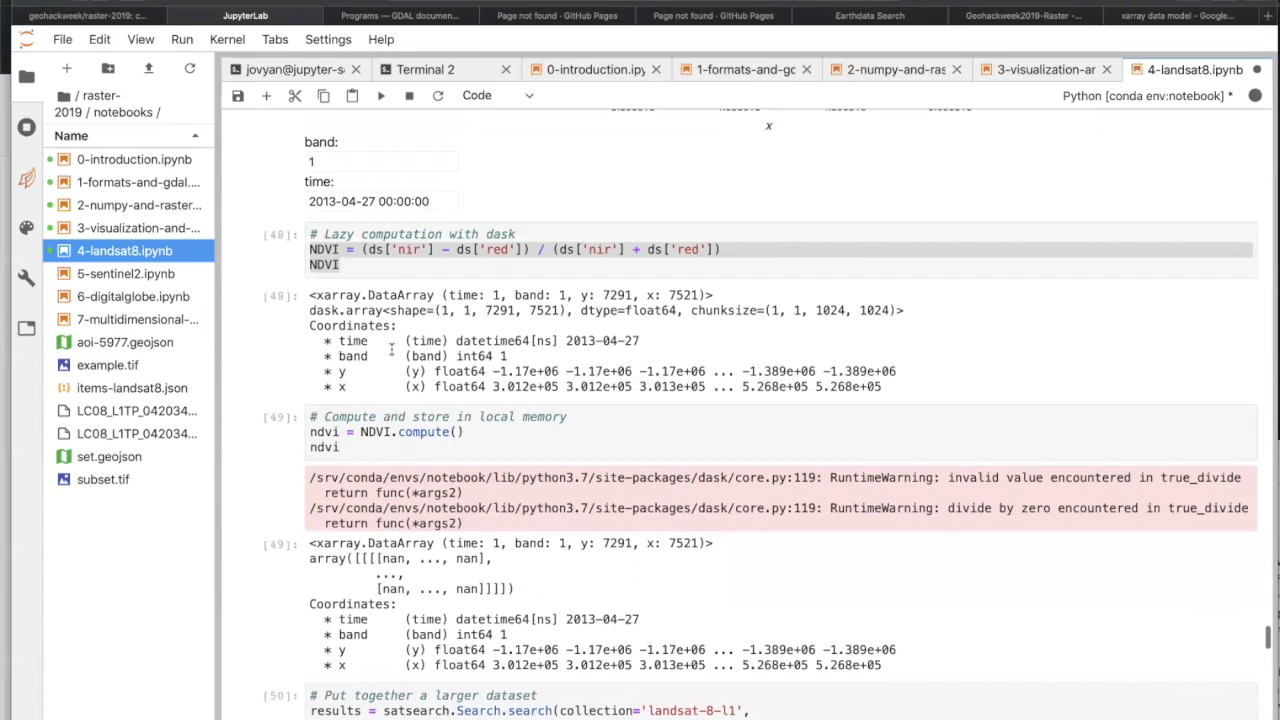 geohackweek/raster-2019: c...
JupyterLab
Programs — GDAL documen...
Page not found · GitHub Pages
Page not found · GitHub Pages
Earthdata Search
Geohackweek2019-Raster -...
xarray data model - Google...
File Edit View Run Kernel Tabs Settings Help
jovyan@jupyter-s
Terminal 2
0-introduction.ipy
1-formats-and-gc
2-numpy-and-ras
3-visualization-ar
4-landsat8.ipynb
Code
Python [conda env:notebook] *
/ raster-
2019 / notebooks /
Name
0-introduction.ipynb
1-formats-and-gdal....
2-numpy-and-raster...
3-visualization-and-...
4-landsat8.ipynb
5-sentinel2.ipynb
6-digitalglobe.ipynb
7-multidimensional-...
aoi-5977.geojson
example.tif
items-landsat8.json
LC08_L1TP_042034...
LC08_L1TP_042034...
set.geojson
subset.tif
x
band:
1
time:
2013-04-27 00:00:00
[48]: # Lazy computation with dask
NDVI = (ds['nir'] - ds['red']) / (ds['nir'] + ds['red'])
NDVI
[48]: <xarray.DataArray (time: 1, band: 1, y: 7291, x: 7521)>
dask.array<shape=(1, 1, 7291, 7521), dtype=float64, chunksize=(1, 1, 1024, 1024)>
Coordinates:
* time (time) datetime64[ns] 2013-04-27
* band (band) int64 1
* y (y) float64 -1.17e+06 -1.17e+06 -1.17e+06 ... -1.389e+06 -1.389e+06
* x (x) float64 3.012e+05 3.012e+05 3.013e+05 ... 5.268e+05 5.268e+05
[49]: # Compute and store in local memory
ndvi = NDVI.compute()
ndvi
/srv/conda/envs/notebook/lib/python3.7/site-packages/dask/core.py:119: RuntimeWarning: invalid value encountered in true_divide
return func(*args2)
/srv/conda/envs/notebook/lib/python3.7/site-packages/dask/core.py:119: RuntimeWarning: divide by zero encountered in true_divide
return func(*args2)
[49]: <xarray.DataArray (time: 1, band: 1, y: 7291, x: 7521)>
array([[[[nan, ..., nan],
...,
[nan, ..., nan]]]])
Coordinates:
* time (time) datetime64[ns] 2013-04-27
* band (band) int64 1
* y (y) float64 -1.17e+06 -1.17e+06 -1.17e+06 ... -1.389e+06 -1.389e+06
* x (x) float64 3.012e+05 3.012e+05 3.013e+05 ... 5.268e+05 5.268e+05
[50]: # Put together a larger dataset
results = satsearch.Search.search(collection='landsat-8-l1',